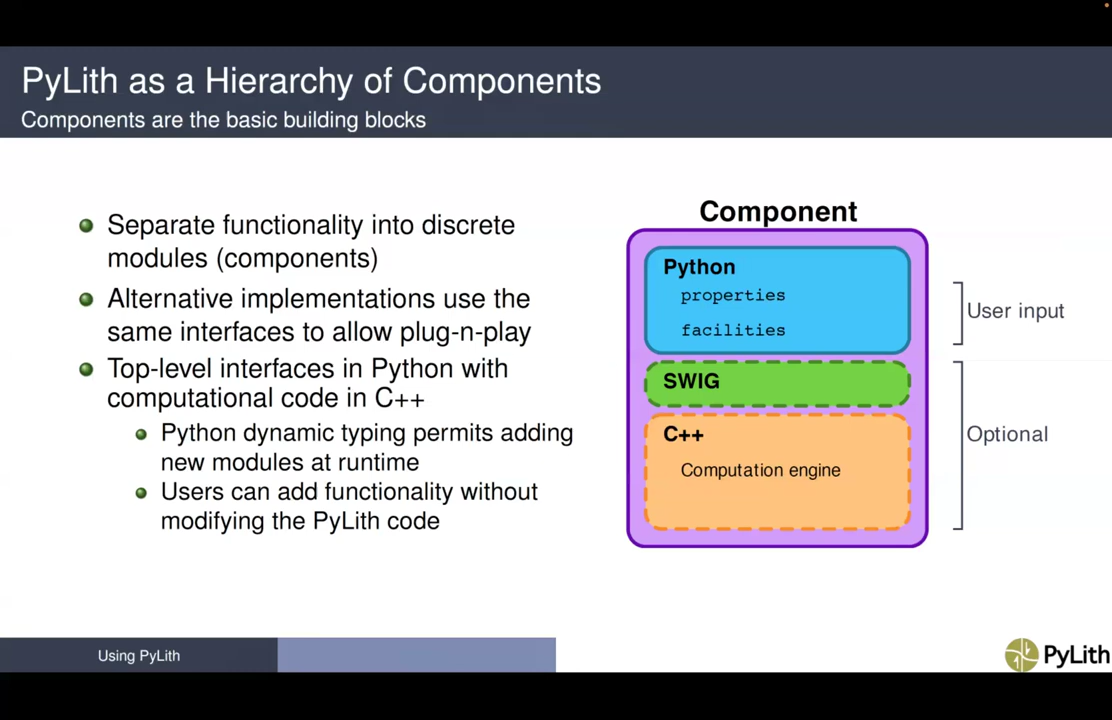 PyLith as a Hierarchy of Components
Components are the basic building blocks
Separate functionality into discrete
modules (components)
Alternative implementations use the
same interfaces to allow plug-n-play
Top-level interfaces in Python with
computational code in C++
Python dynamic typing permits adding
new modules at runtime
Users can add functionality without
modifying the PyLith code
Component
Python
properties
facilities
User input
SWIG
C++
Computation engine
Optional
Using PyLith
PyLith